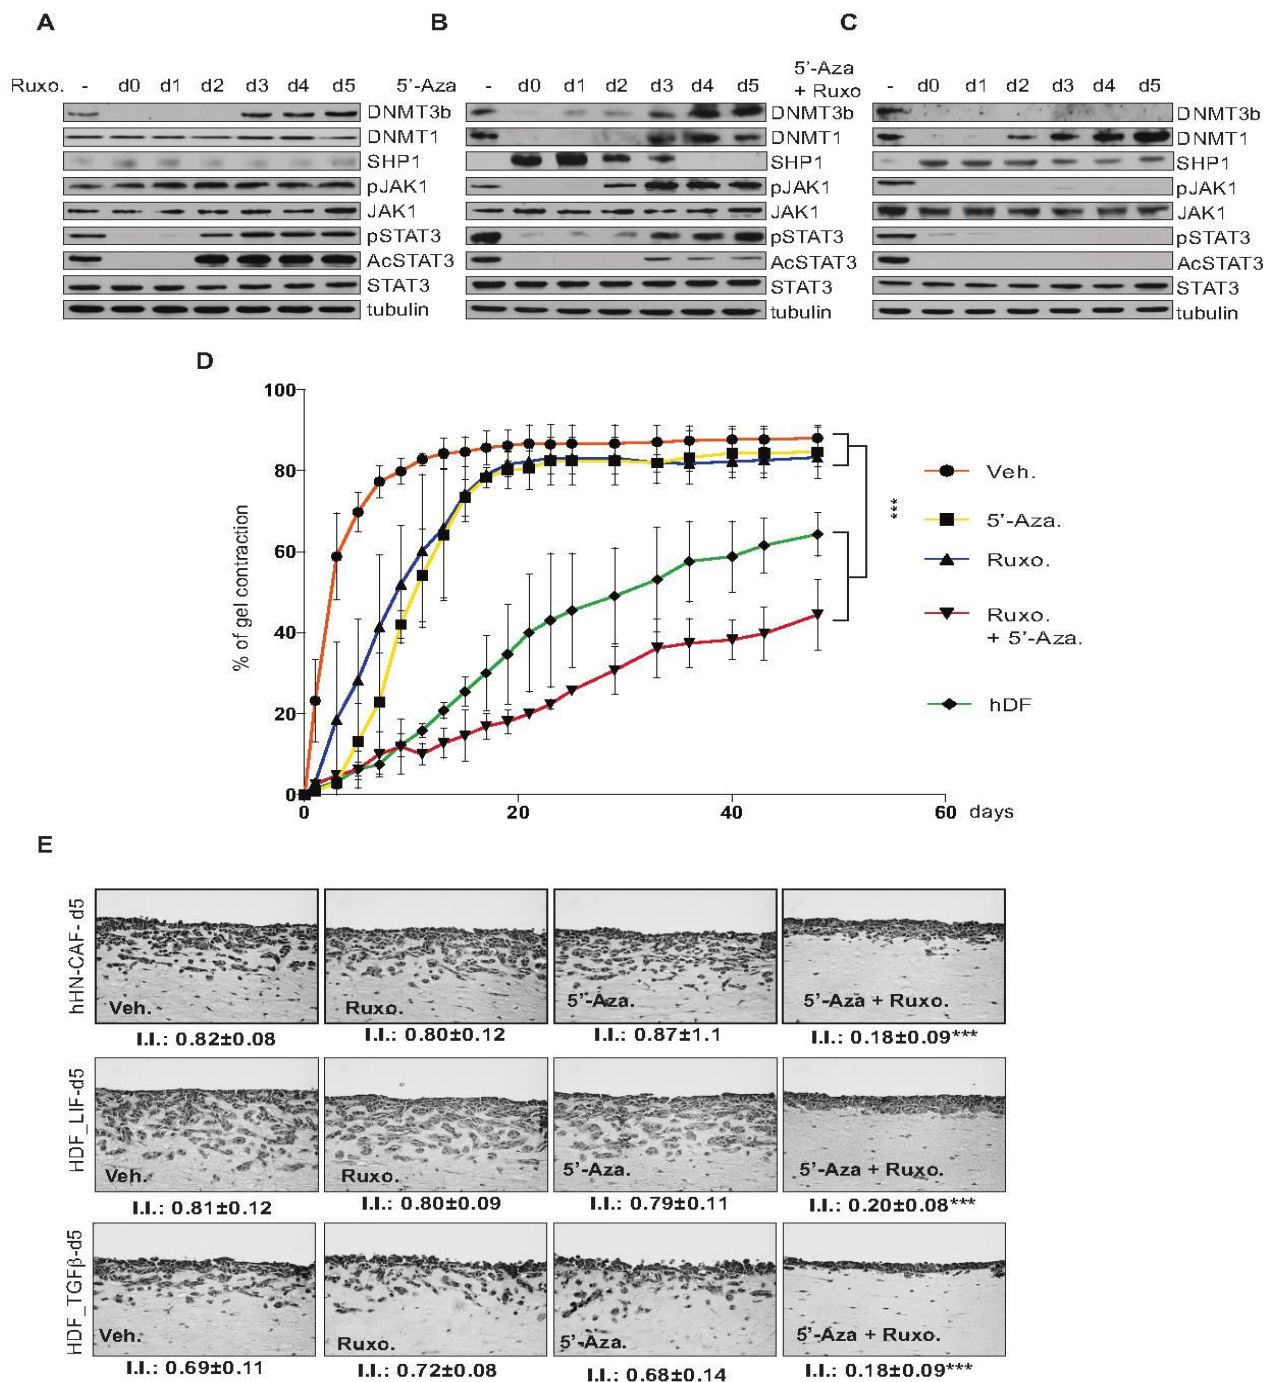 A
B
C
Ruxo. - d0 d1 d2 d3 d4 d5
DNMT3b
DNMT1
SHP1
pJAK1
JAK1
pSTAT3
AcSTAT3
STAT3
tubulin
5'-Aza - d0 d1 d2 d3 d4 d5
DNMT3b
DNMT1
SHP1
pJAK1
JAK1
pSTAT3
AcSTAT3
STAT3
tubulin
5'-Aza
+ Ruxo - d0 d1 d2 d3 d4 d5
DNMT3b
DNMT1
SHP1
pJAK1
JAK1
pSTAT3
AcSTAT3
STAT3
tubulin
D
% of gel contraction
100
80
60
40
20
0
0 20 40 60 days
***
Veh.
5'-Aza.
Ruxo.
Ruxo.
+ 5'-Aza.
hDF
E
hHN-CAF- d5
Veh. Ruxo. 5'-Aza. 5'-Aza + Ruxo.
I.I.: 0.82±0.08 I.I.: 0.80±0.12 I.I.: 0.87±1.1 I.I.: 0.18±0.09***
HDF_LIF-d5
Veh. Ruxo. 5'-Aza. 5'-Aza + Ruxo.
I.I.: 0.81±0.12 I.I.: 0.80±0.09 I.I.: 0.79±0.11 I.I.: 0.20±0.08***
HDF_TGFβ-d5
Veh. Ruxo. 5'-Aza. 5'-Aza + Ruxo.
I.I.: 0.69±0.11 I.I.: 0.72±0.08 I.I.: 0.68±0.14 I.I.: 0.18±0.09***